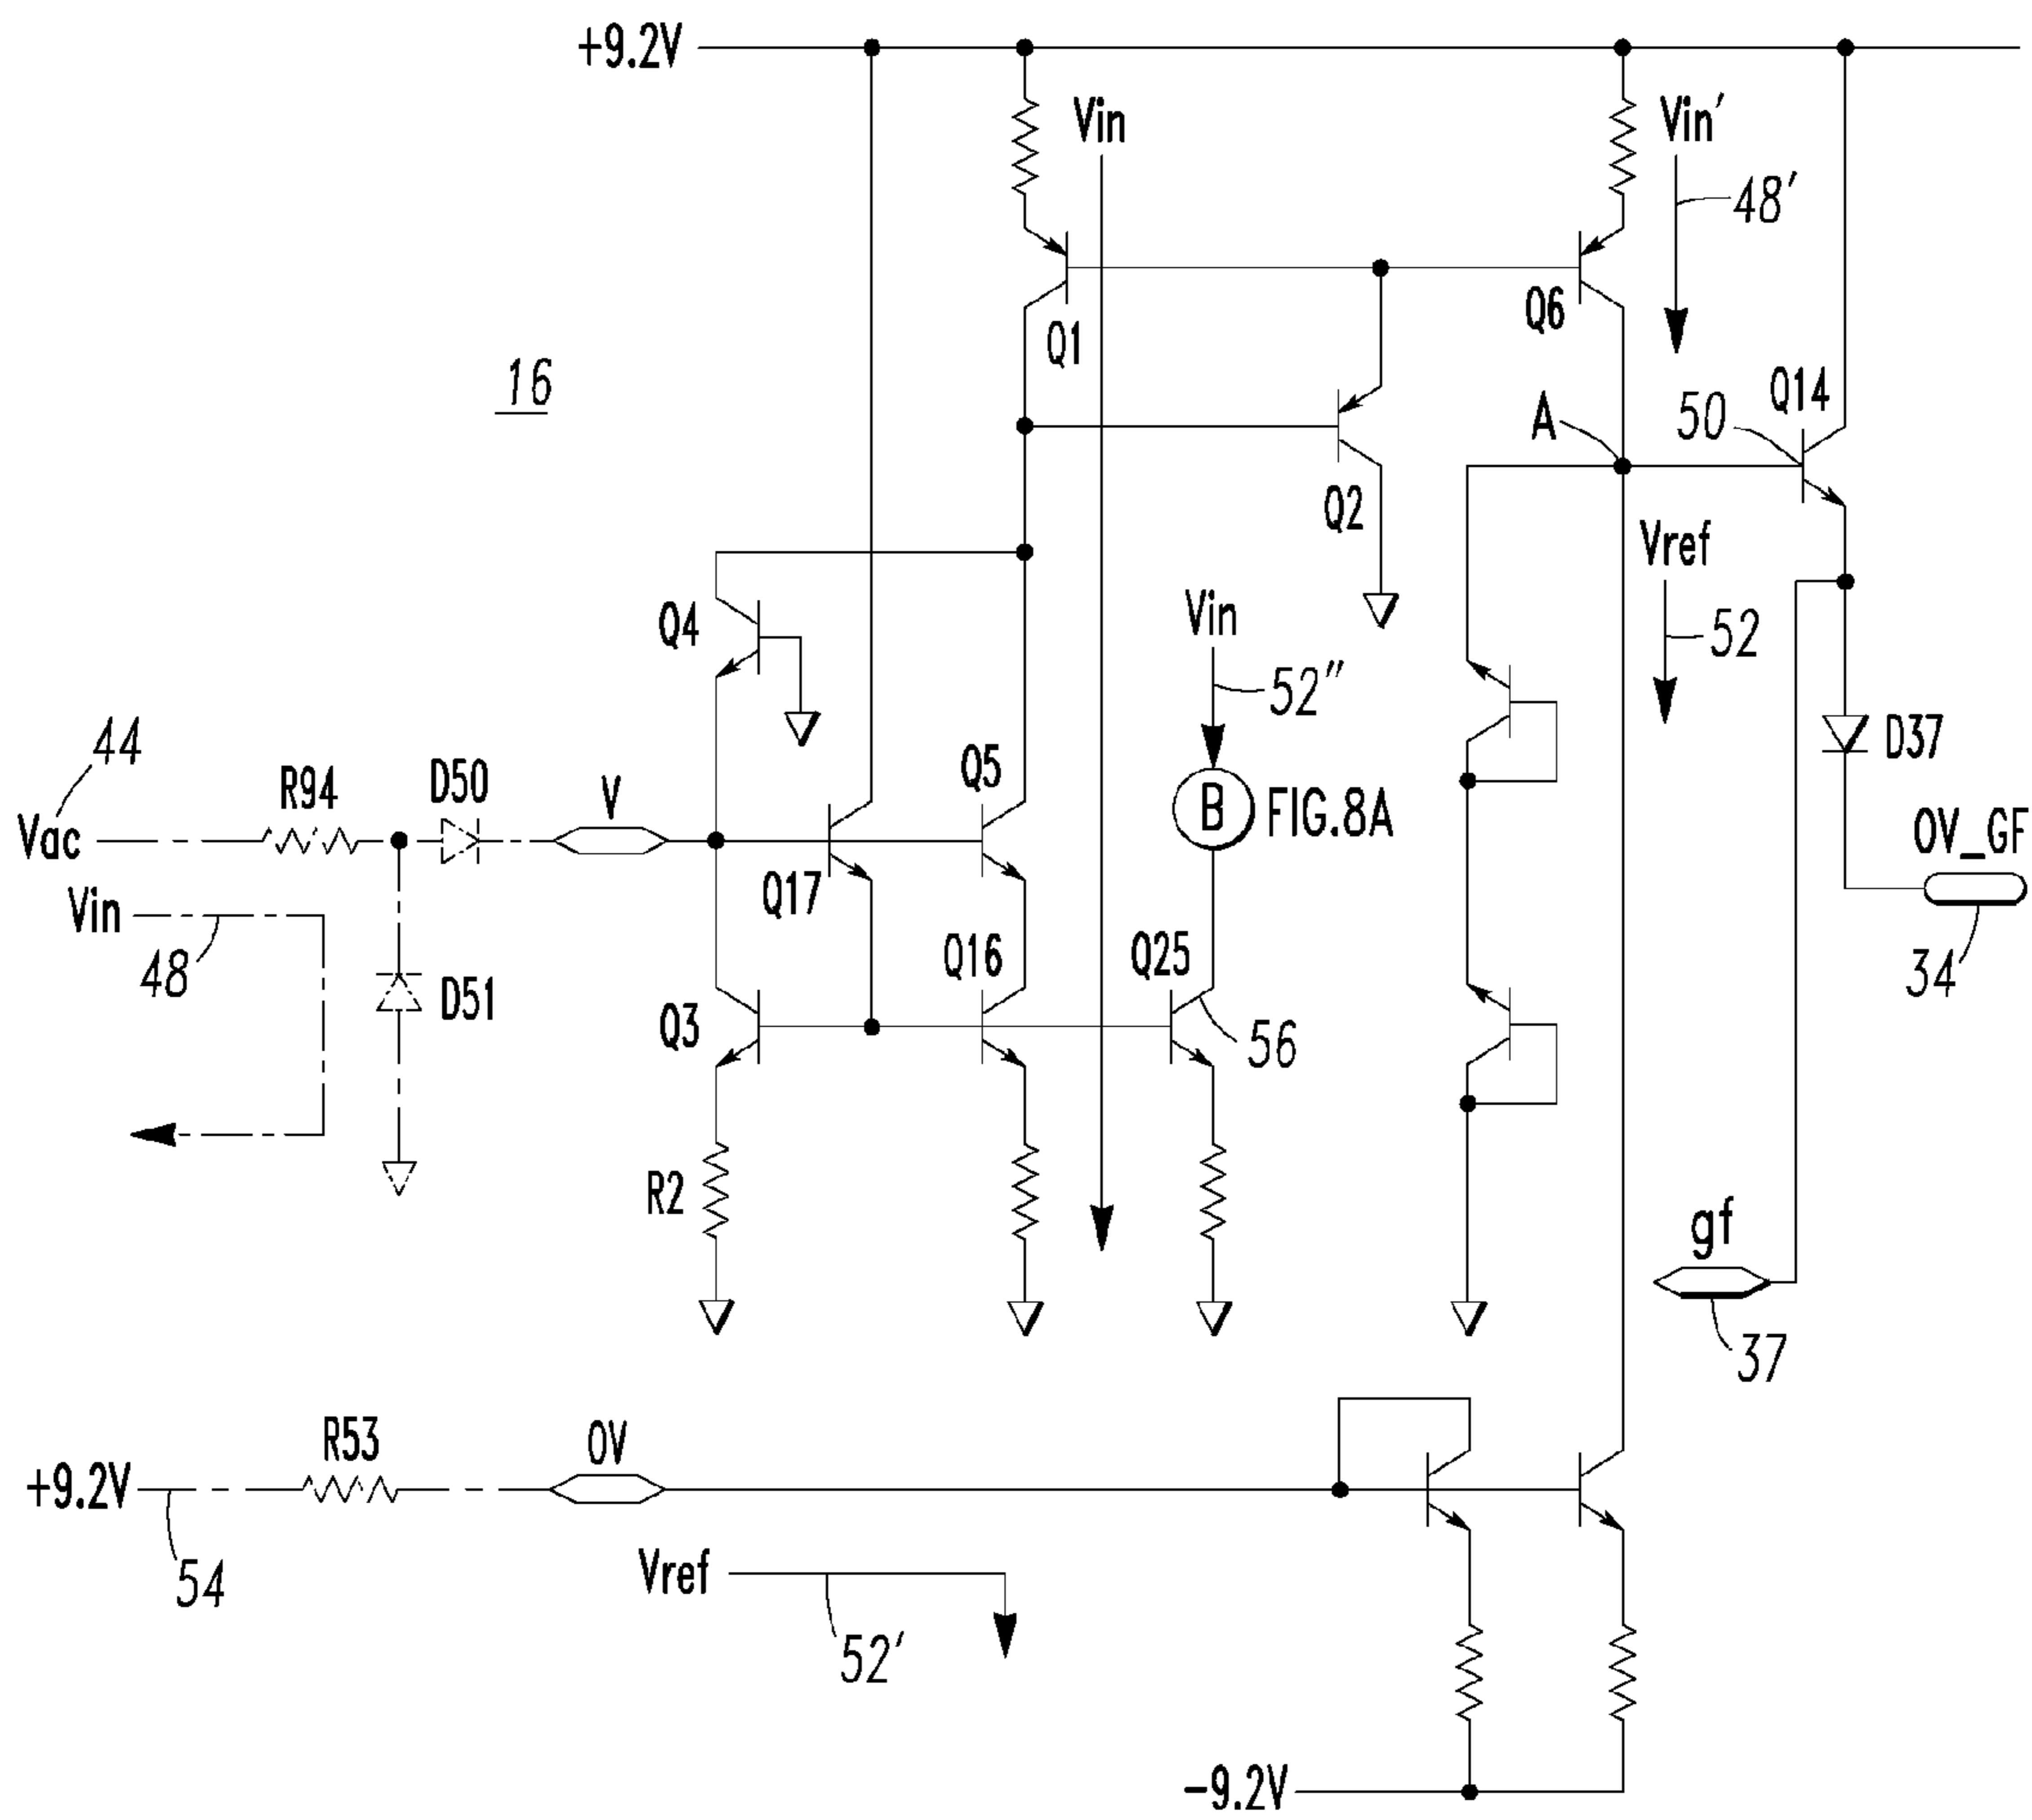 +9.2V
Vin
Vin'
48'
Q1
Q6
16
Q14
50
A
Q2
Vref
Q4
Vin
52
52"
44
R94
D50
V
Q5
D37
Vac
B
FIG.8A
OV_GF
Vin
Q17
48
Q16
Q25
34
D51
Q3
56
R2
gf
37
R53
OV
+9.2V
54
Vref
52'
-9.2V